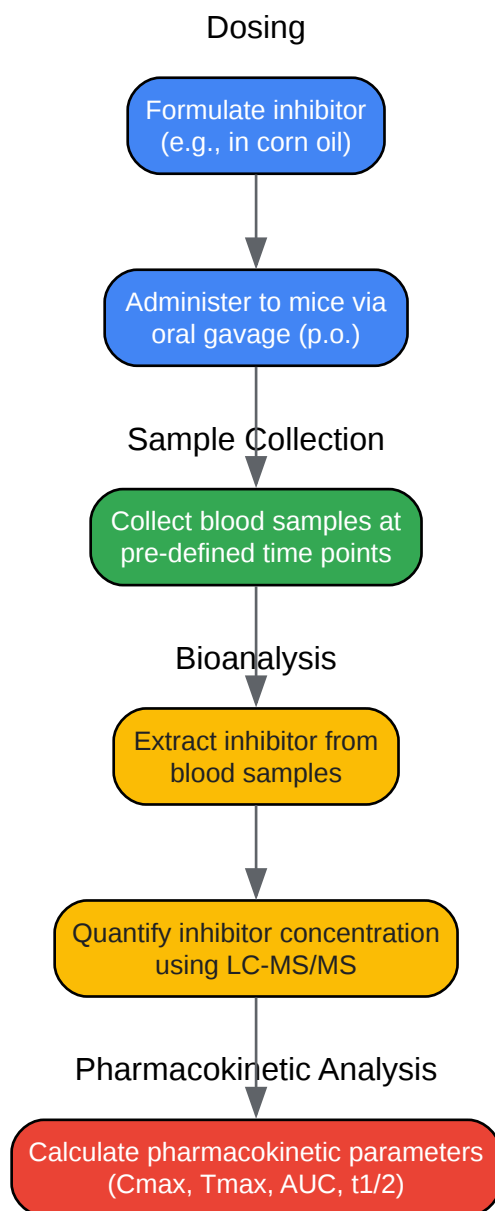 Dosing
Formulate inhibitor
(e.g., in corn oil)
Administer to mice via
oral gavage (p.o.)
Sample Collection
Collect blood samples at
pre-defined time points
Bioanalysis
Extract inhibitor from
blood samples
Quantify inhibitor concentration
using LC-MS/MS
Pharmacokinetic Analysis
Calculate pharmacokinetic parameters
(Cmax, Tmax, AUC, t1/2)